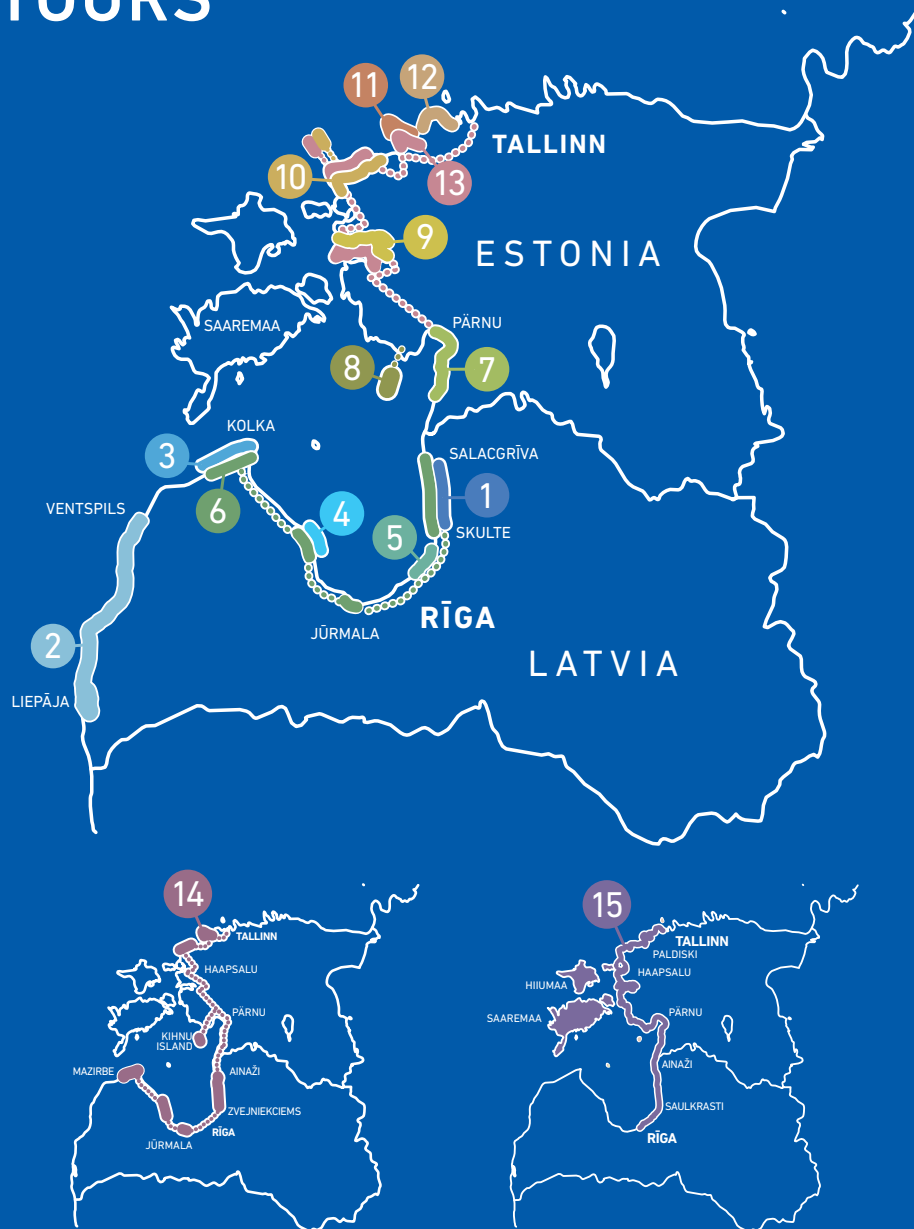 TOURS
11
12
TALLINN
10
13
9
ESTONIA
SAAREMAA
PÄRNU
8
7
KOLKA
3
SALACGRĪVA
VENTSPILS
6
4
1
5
SKULTE
JŪRMALA
RĪGA
2
LATVIA
LIEPĀJA
14
TALLINN
HAAPSALU
PÄRNU
KIHNU
ISLAND
MAZIRBE
AINAŽI
ZVEJNIEKCIEMS
RĪGA
JŪRMALA
15
TALLINN
PALDISKI
HAAPSALU
HIIUMAA
SAAREMAA
PÄRNU
AINAŽI
SAULKRASTI
RĪGA